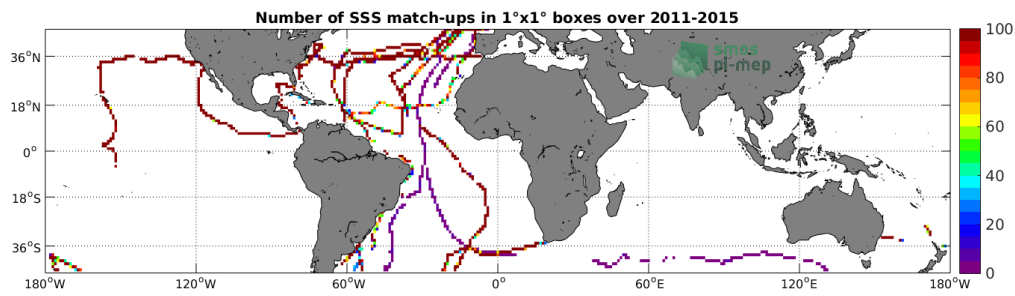 Number of SSS match-ups in 1°x1° boxes over 2011-2015
100
36°N
smos
pi-mep
80
18°N
60
0°
40
18°S
20
36°S
0
180°W
120°W
60°W
0°
60°E
120°E
180°W